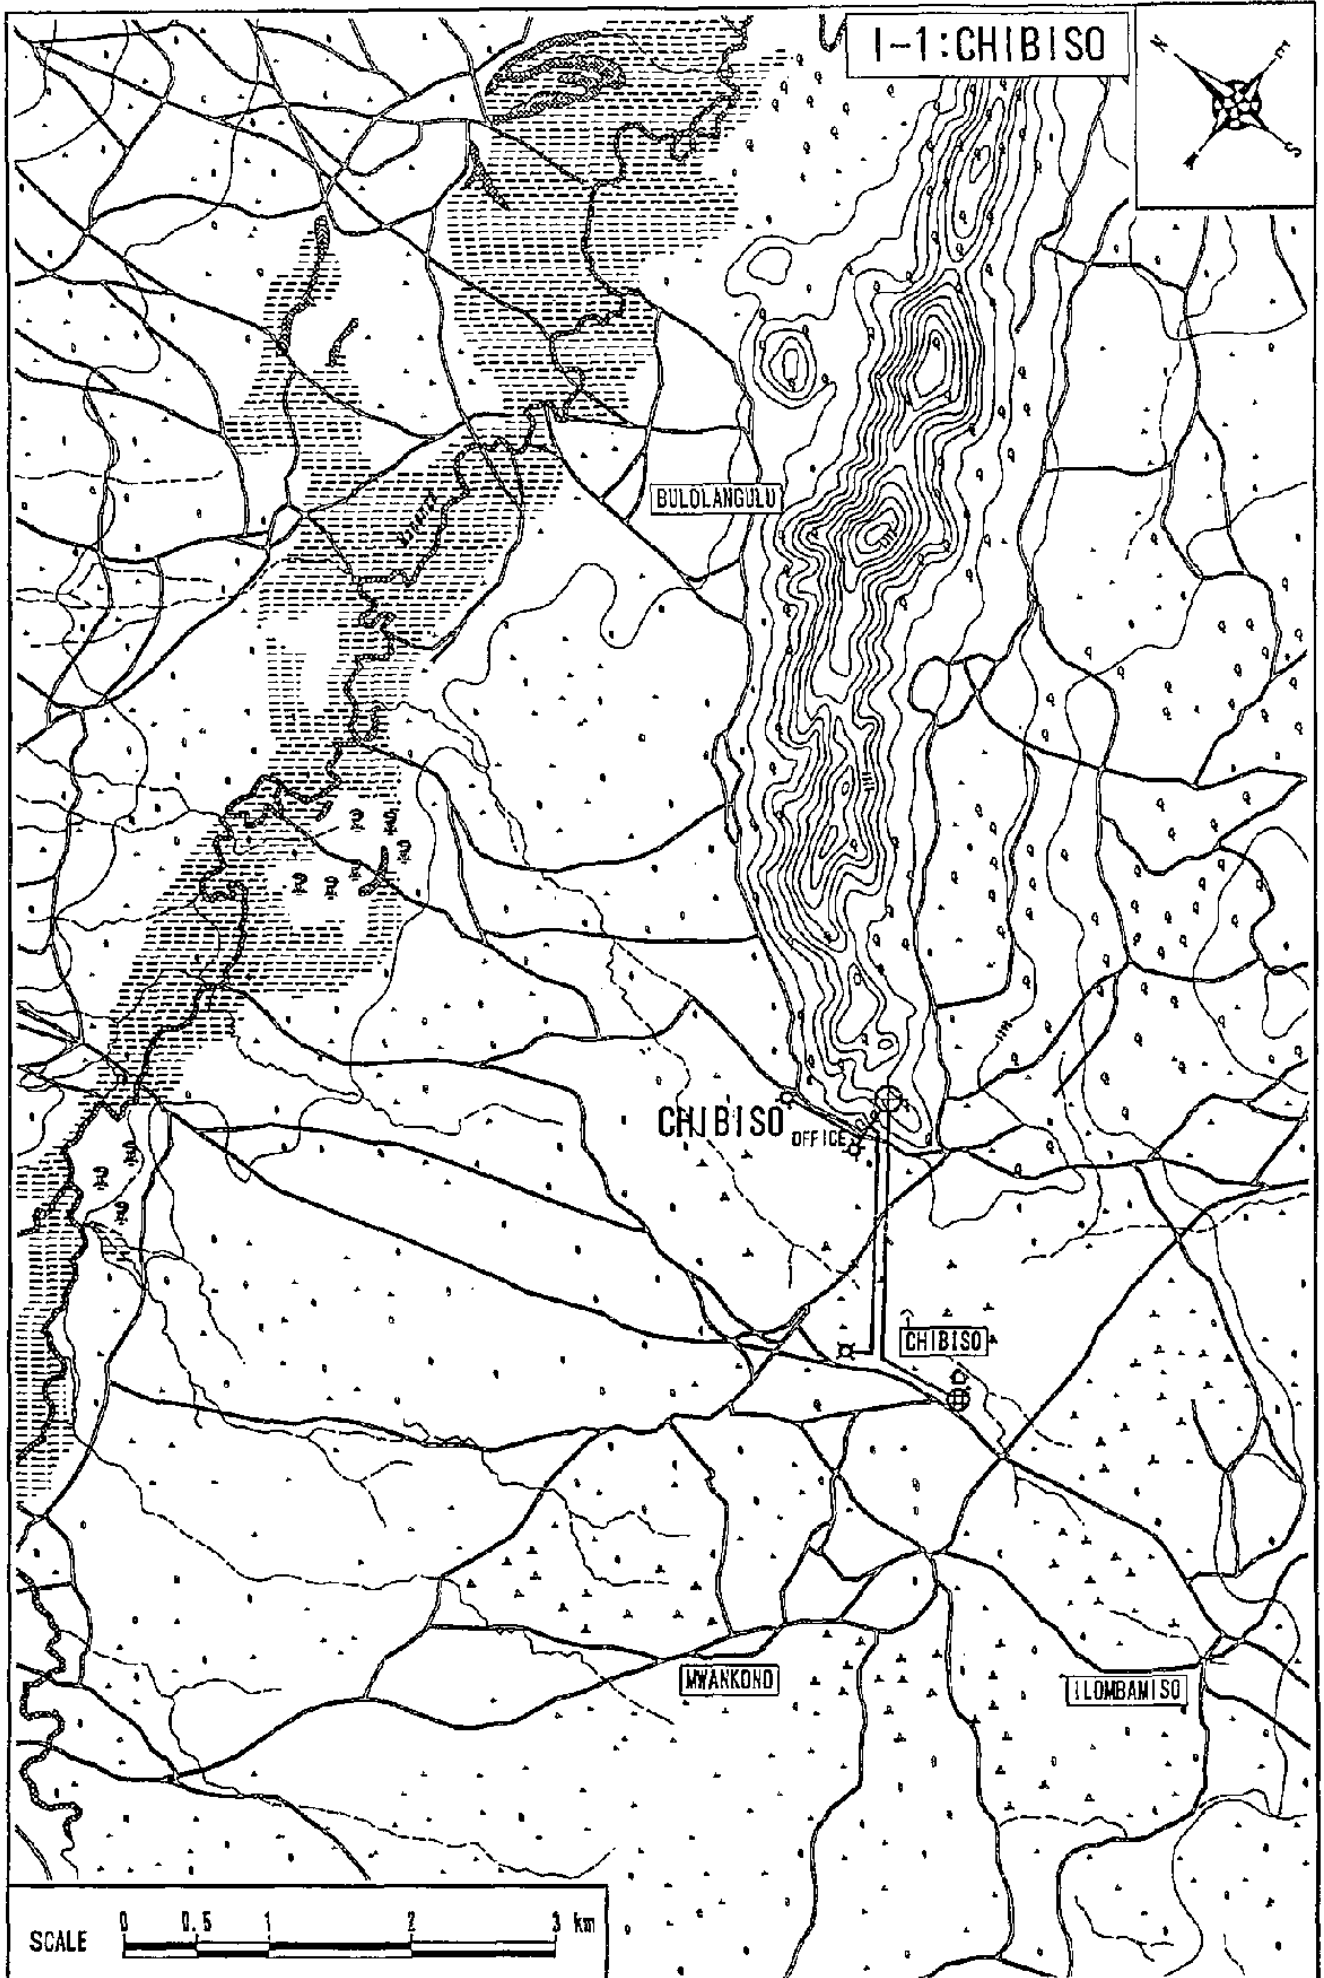 I-1:CHIBISO
N
E
S
BULOLANGULU
CHIBISO
OFFICE
CHIBISO
MWANKONO
ILOMBAMISO
SCALE
0 0.5 1 2 3 km